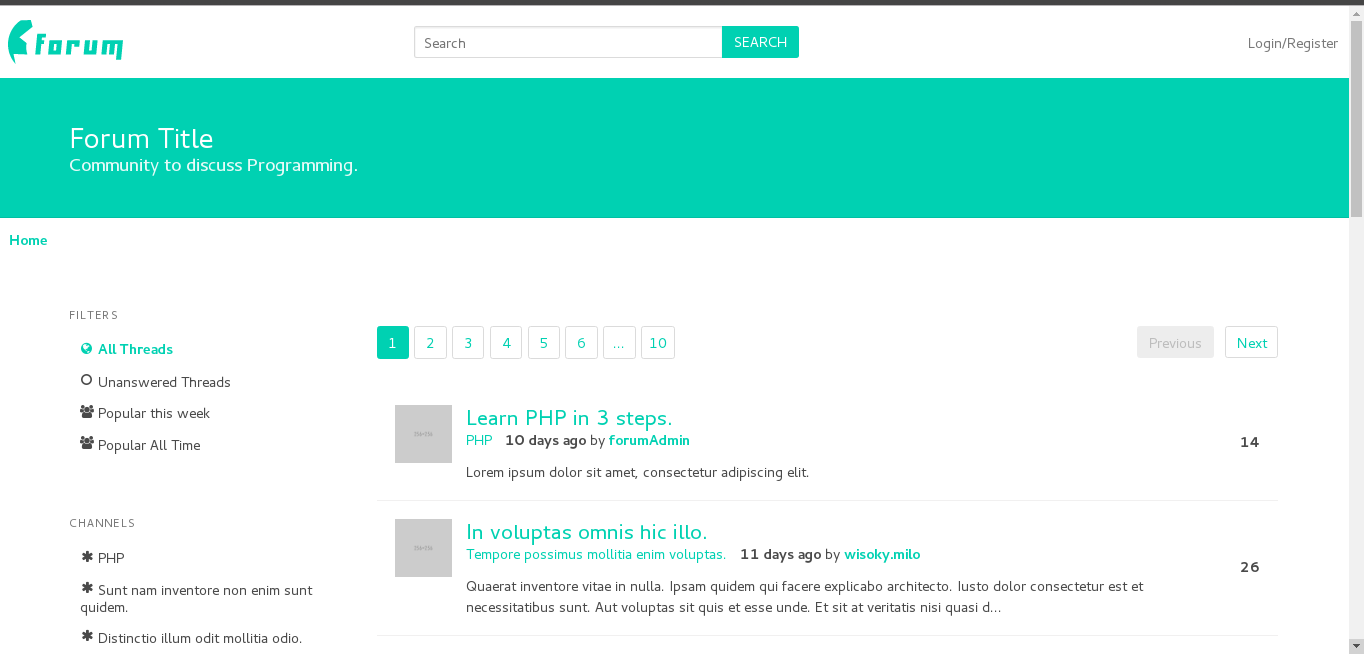 forum
Search
SEARCH
Login/Register
Forum Title
Community to discuss Programming.
Home
FILTERS
All Threads
Unanswered Threads
Popular this week
Popular All Time
CHANNELS
PHP
Sunt nam inventore non enim sunt
quidem.
Distinctio illum odit mollitia odio.
1 2 3 4 5 6 ... 10
Previous Next
Learn PHP in 3 steps.
PHP 10 days ago by forumAdmin
14
Lorem ipsum dolor sit amet, consectetur adipiscing elit.
In voluptas omnis hic illo.
Tempore possimus mollitia enim voluptas. 11 days ago by wisoky.milo
26
Quaerat inventore vitae in nulla. Ipsam quidem qui facere explicabo architecto. Iusto dolor consectetur est et
necessitatibus sunt. Aut voluptas sit quis et esse unde. Et sit at veritatis nisi quasi d...